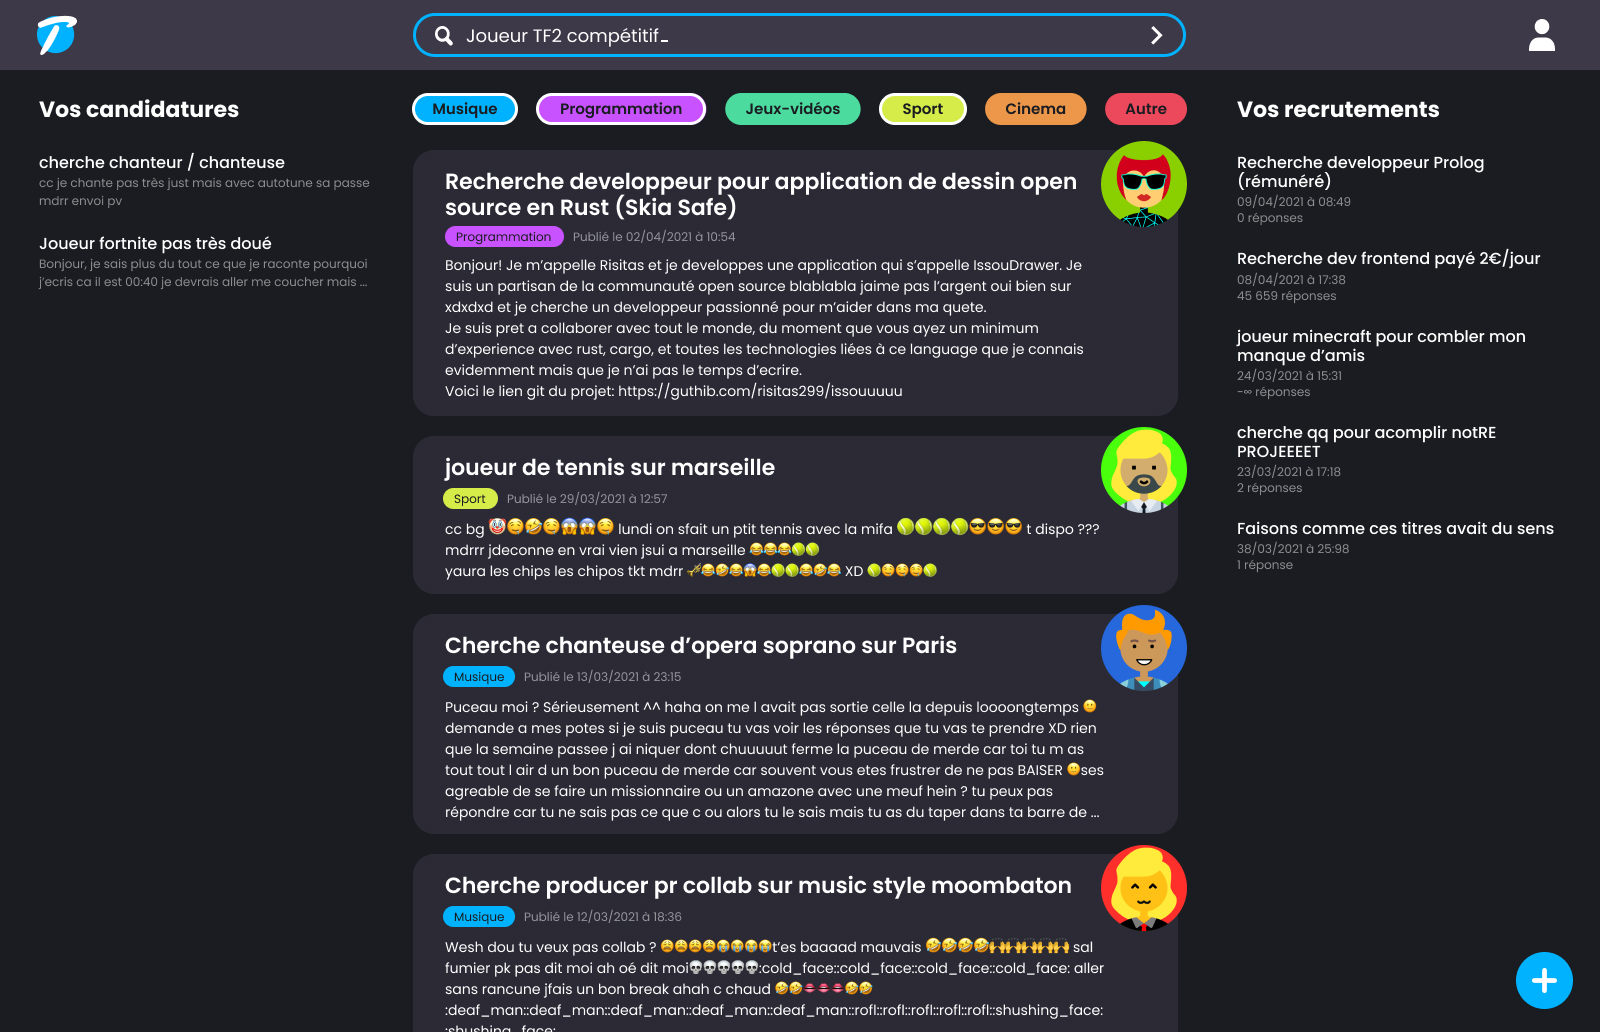 Joueur TF2 compétitif_
Vos candidatures
cherche chanteur / chanteuse
cc je chante pas très just mais avec autotune sa passe
mdrr envoi pv
Joueur fortnite pas très doué
Bonjour, je sais plus du tout ce que je raconte pourquoi
j'ecris ca il est 00:40 je devrais aller me coucher mais ...
Musique
Programmation
Jeux-vidéos
Sport
Cinema
Autre
Recherche developpeur pour application de dessin open
source en Rust (Skia Safe)
Programmation
Publié le 02/04/2021 à 10:54
Bonjour! Je m’appelle Risitas et je developpes une application qui s’appelle IssouDrawer. Je
suis un partisan de la communauté open source blablabla jaime pas l’argent oui bien sur
xdxdxd et je cherche un developpeur passionné pour m’aider dans ma quete.
Je suis pret a collaborer avec tout le monde, du moment que vous ayez un minimum
d’experience avec rust, cargo, et toutes les technologies liées à ce language que je connais
evidemment mais que je n’ai pas le temps d’ecrire.
Voici le lien git du projet: https://guthib.com/risitas299/issouuuuu
joueur de tennis sur marseille
Sport
Publié le 29/03/2021 à 12:57
cc bg 🤡😋🤣😋😱😱😋 lundi on sfait un ptit tennis avec la mifa 🎾🎾🎾🎾😎😎😎 t dispo ???
mdrrr jdeconne en vrai vien jsui a marseille 😂😂😂🎾🎾
yaura les chips les chipos tkt mdrr 🎻😂🤣😂😱😂🎾🎾😂🤣😂 XD 🎾😋😋😋🎾
Cherche chanteuse d’opera soprano sur Paris
Musique
Publié le 13/03/2021 à 23:15
Puceau moi ? Sérieusement ^^ haha on me l avait pas sortie celle la depuis loooongtemps 🙂
demande a mes potes si je suis puceau tu vas voir les réponses que tu vas te prendre XD rien
que la semaine passee j ai niquer dont chuuuuut ferme la puceau de merde car toi tu m as
tout tout l air d un bon puceau de merde car souvent vous etes frustrer de ne pas BAISER 🙂ses
agreable de se faire un missionnaire ou un amazone avec une meuf hein ? tu peux pas
répondre car tu ne sais pas ce que c ou alors tu le sais mais tu as du taper dans ta barre de ...
Cherche producer pr collab sur music style moombaton
Musique
Publié le 12/03/2021 à 18:36
Wesh dou tu veux pas collab ? 😩😩😩😩😭😭😭😭t’es baaaad mauvais 🤣🤣🤣🤣🙌🙌🙌🙌🙌 sal
fumier pk pas dit moi ah oé dit moi💀💀💀💀💀:cold_face::cold_face::cold_face::cold_face: aller
sans rancune jfais un bon break ahah c chaud 🤣🤣👄👄👄🤣🤣
:deaf_man::deaf_man::deaf_man::deaf_man::deaf_man::rofl::rofl::rofl::rofl::shushing_face:
:shushing_face:
Vos recrutements
Recherche developpeur Prolog
(rémunéré)
09/04/2021 à 08:49
0 réponses
Recherche dev frontend payé 2€/jour
08/04/2021 à 17:38
45 659 réponses
joueur minecraft pour combler mon
manque d’amis
24/03/2021 à 15:31
-∞ réponses
cherche qq pour acomplir notRE
PROJEEEET
23/03/2021 à 17:18
2 réponses
Faisons comme ces titres avait du sens
38/03/2021 à 25:98
1 réponse